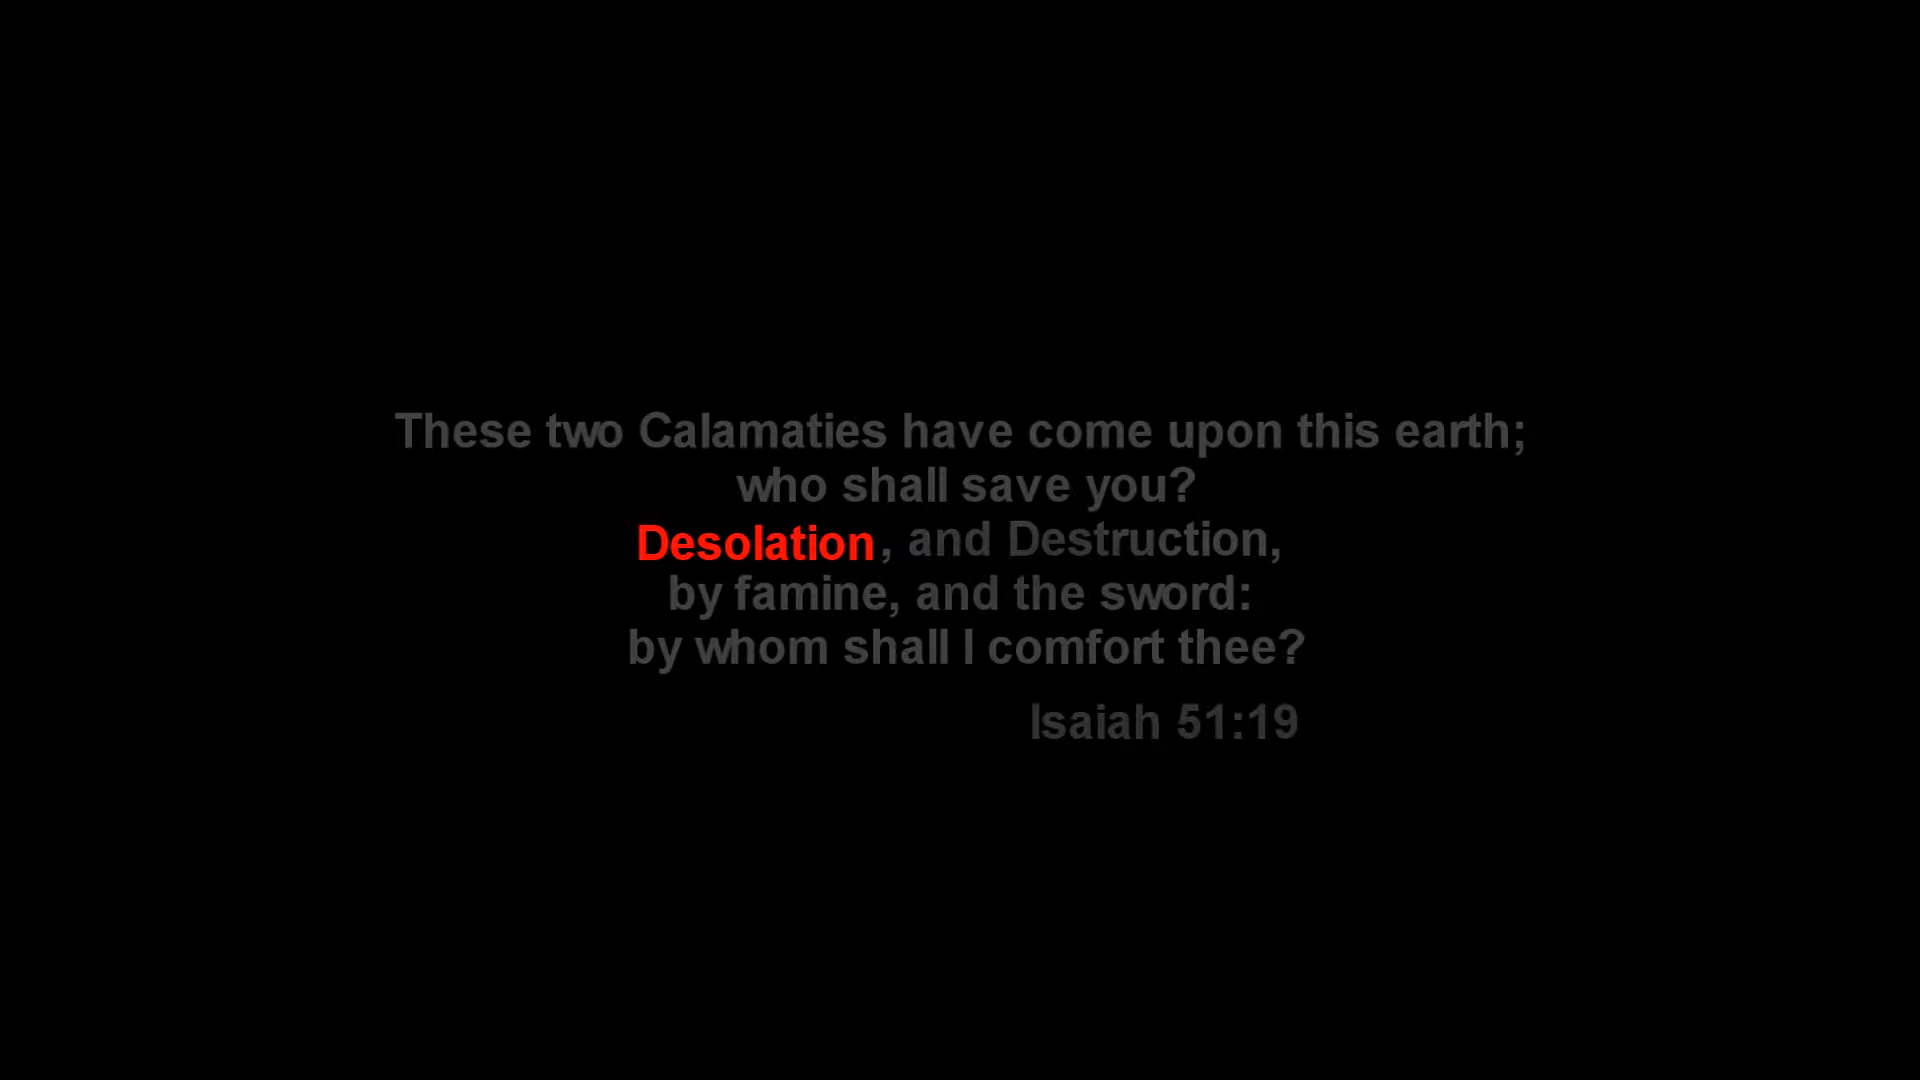 These two Calamaties have come upon this earth;
who shall save you?
Desolation, and Destruction,
by famine, and the sword:
by whom shall I comfort thee?
Isaiah 51:19